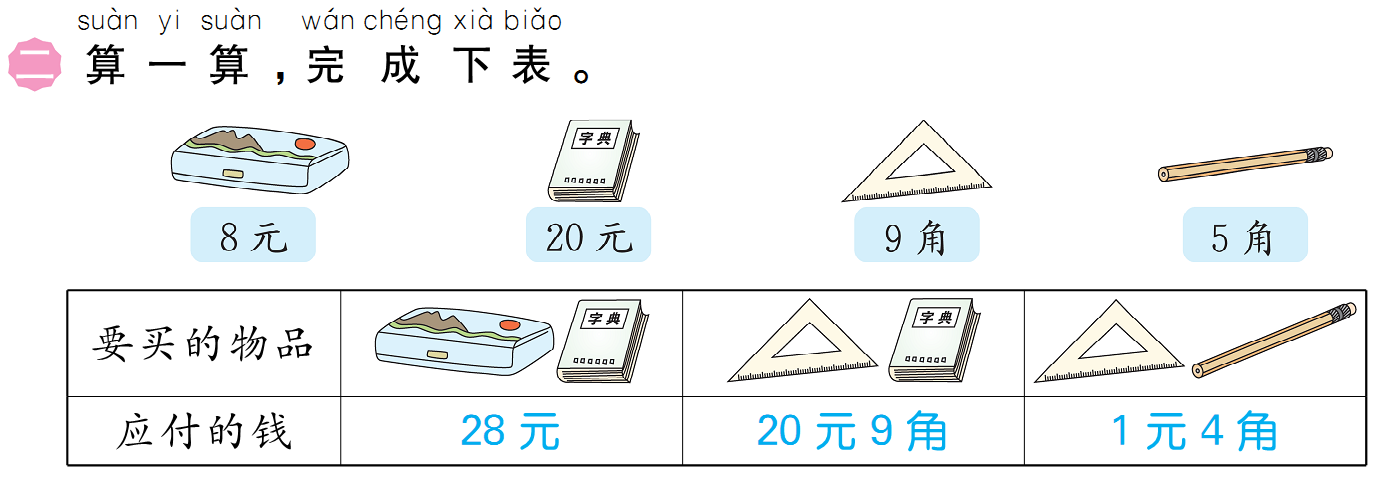 suàn yi suàn wán chéng xià biǎo
二 算一算，完成下表。
字典
8元 20元 9角 5角
要买的物品 字典 字典
应付的钱 28元 20元9角 1元4角